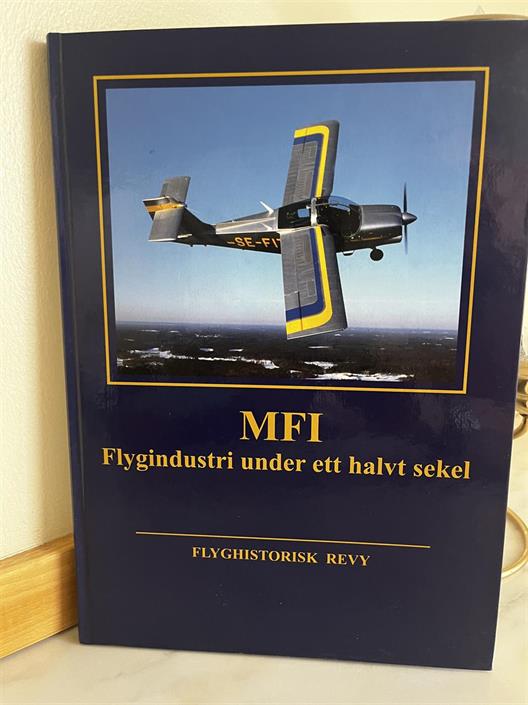 SE-FI
MFI
Flygindustri under ett halvt sekel
FLYGHISTORISK REVY